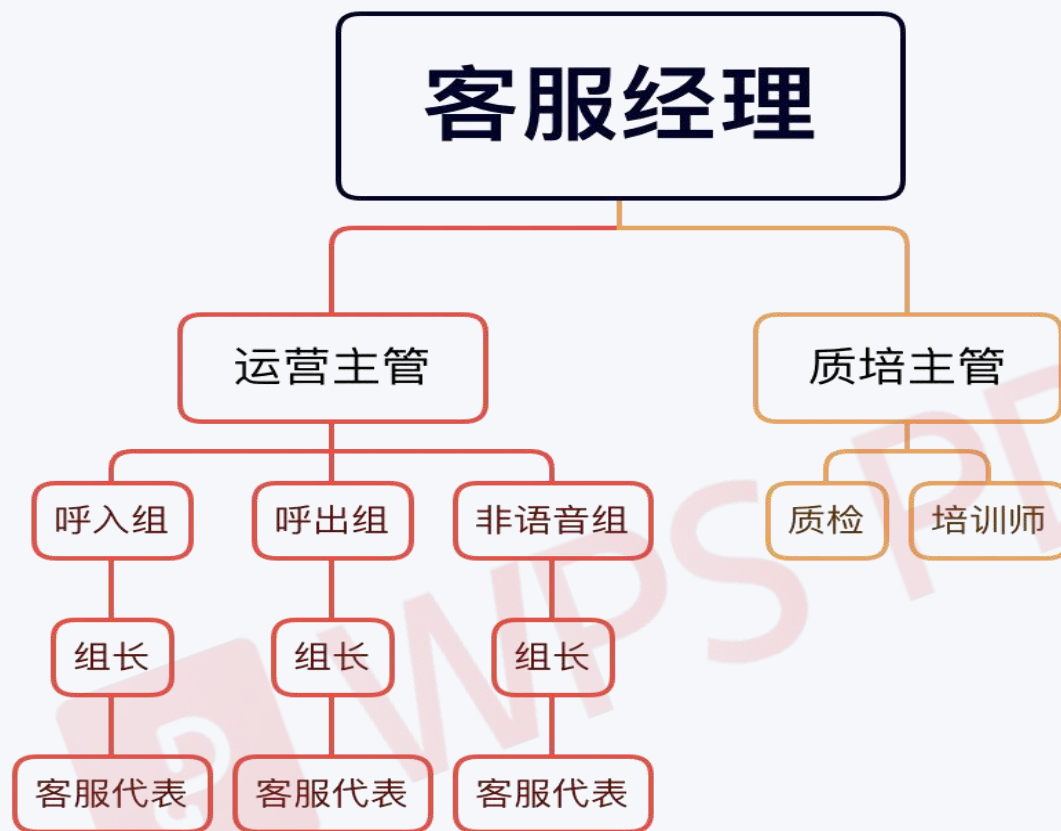 客服经理
运营主管
质培主管
呼入组
呼出组
非语音组
质检
培训师
组长
组长
组长
客服代表
客服代表
客服代表